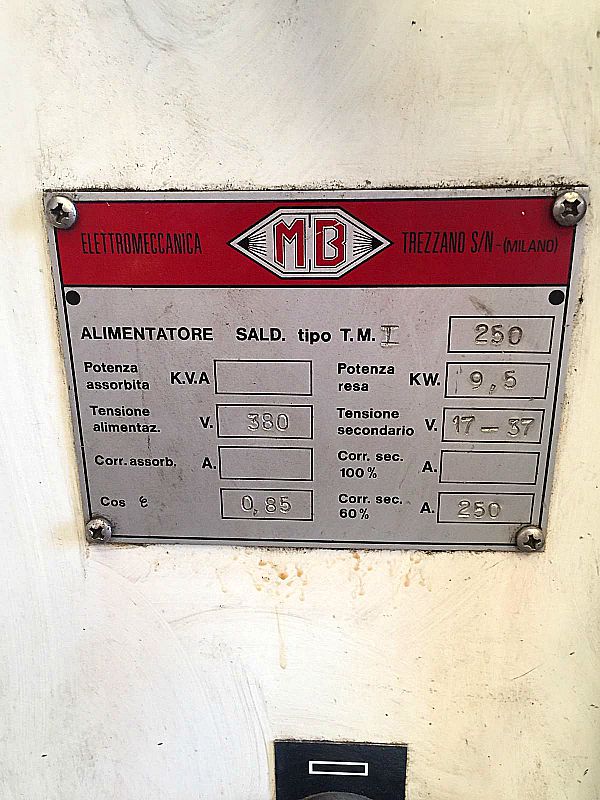 ELETTROMECCANICA MB TREZZANO S/N - (MILANO)
ALIMENTATORE SALD. tipo T.M. I 250
Potenza assorbita K.V.A
Potenza resa KW. 9,5
Tensione alimentaz. V. 380
Tensione secondario V. 17 - 37
Corr. assorb. A.
Corr. sec. 100% A.
Cos φ 0,85
Corr. sec. 60% A. 250